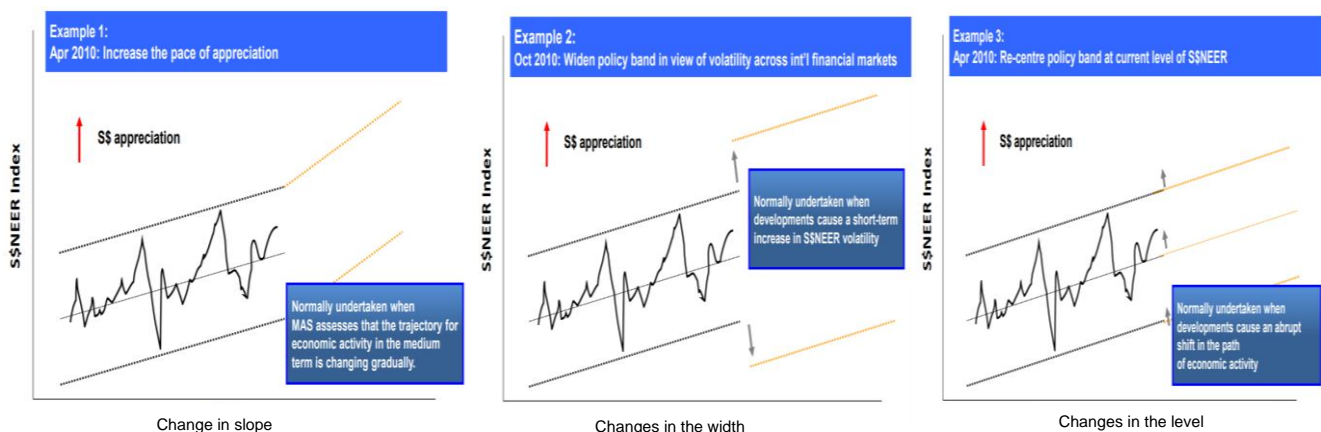 Example 1:
Apr 2010: Increase the pace of appreciation
S$ appreciation
S$NEER Index
Normally undertaken when
MAS assesses that the trajectory for
economic activity in the medium
term is changing gradually.
Change in slope
Example 2:
Oct 2010: Widen policy band in view of volatility across int'l financial markets
S$ appreciation
S$NEER Index
Normally undertaken when
developments cause a short-term
increase in S$NEER volatility
Changes in the width
Example 3:
Apr 2010: Re-centre policy band at current level of S$NEER
S$ appreciation
S$NEER Index
Normally undertaken when
developments cause an abrupt
shift in the path
of economic activity
Changes in the level